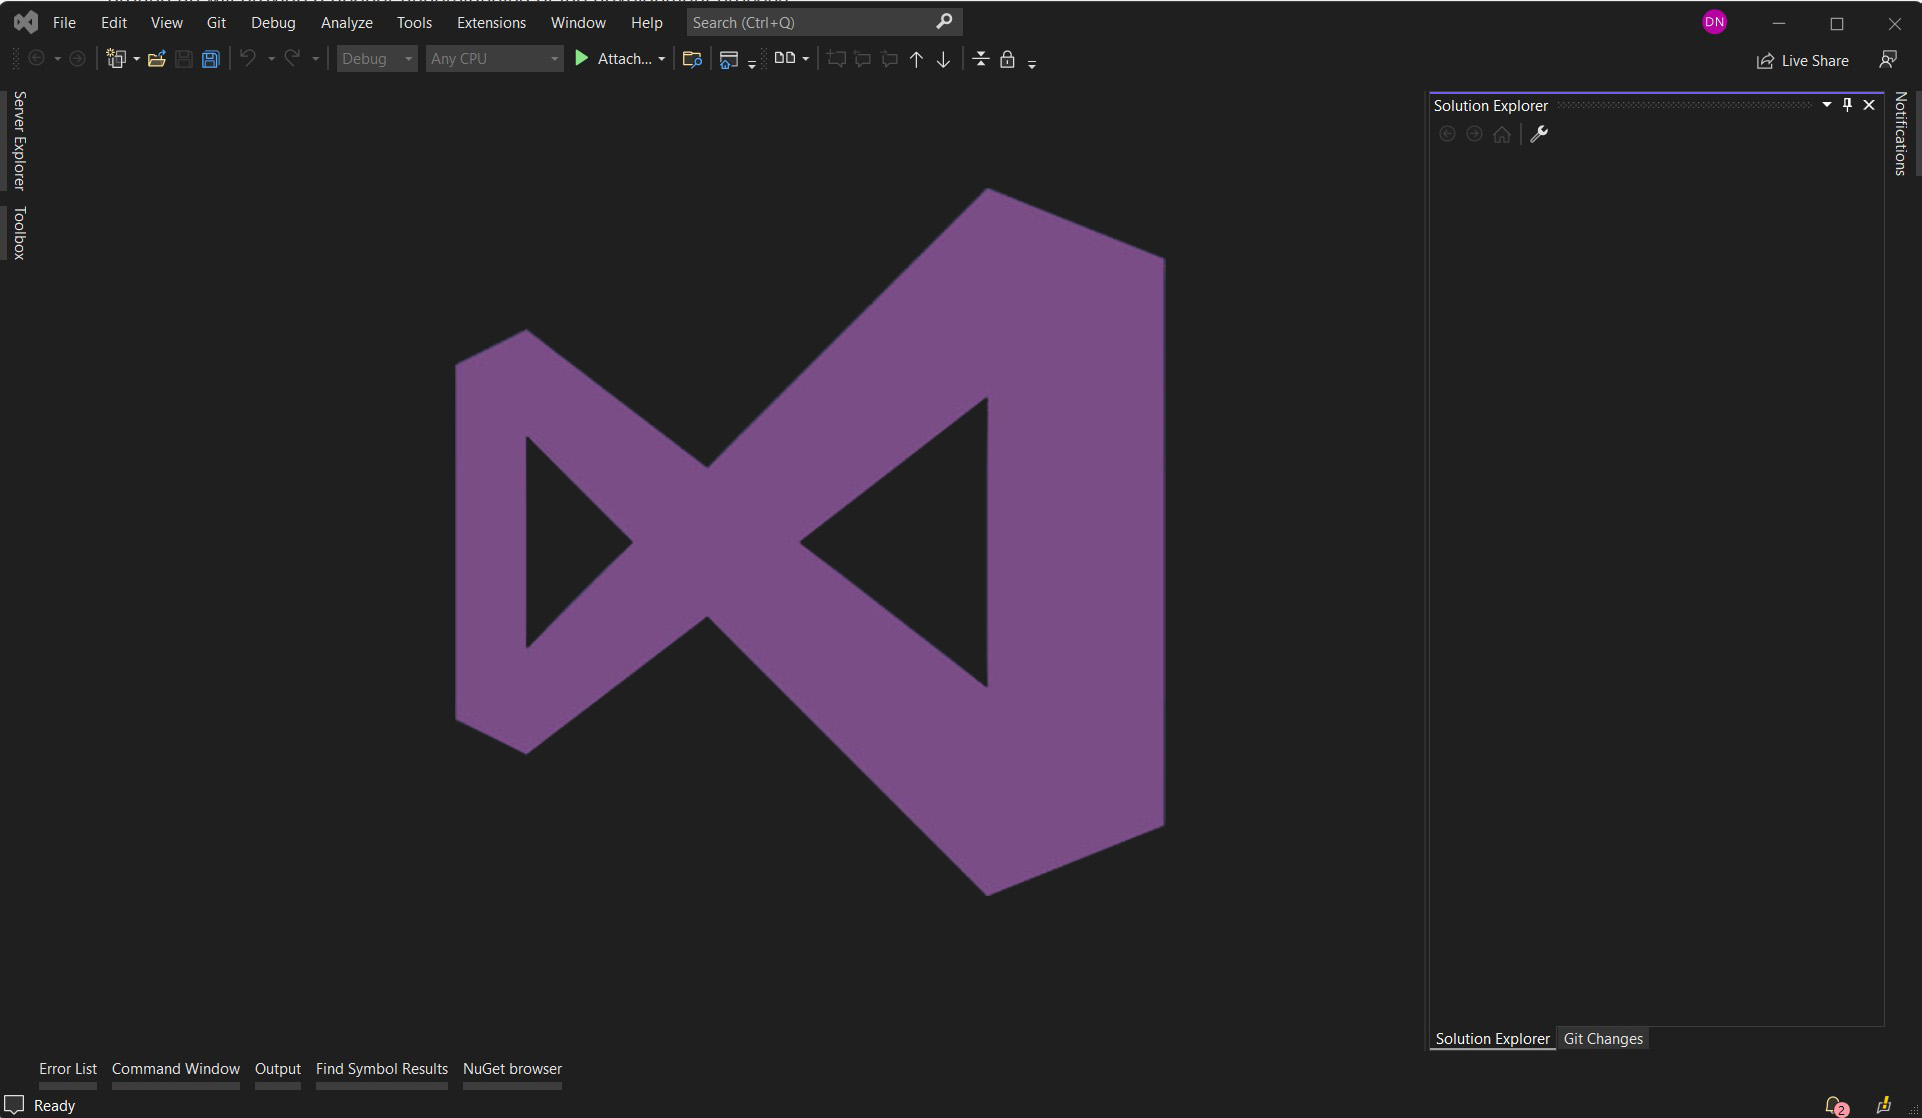 File Edit View Git Debug Analyze Tools Extensions Window Help Search (Ctrl+Q) DN
Debug Any CPU Attach... Live Share
Server Explorer
Toolbox
Solution Explorer
Notifications
Solution Explorer Git Changes
Error List Command Window Output Find Symbol Results NuGet browser
Ready 2